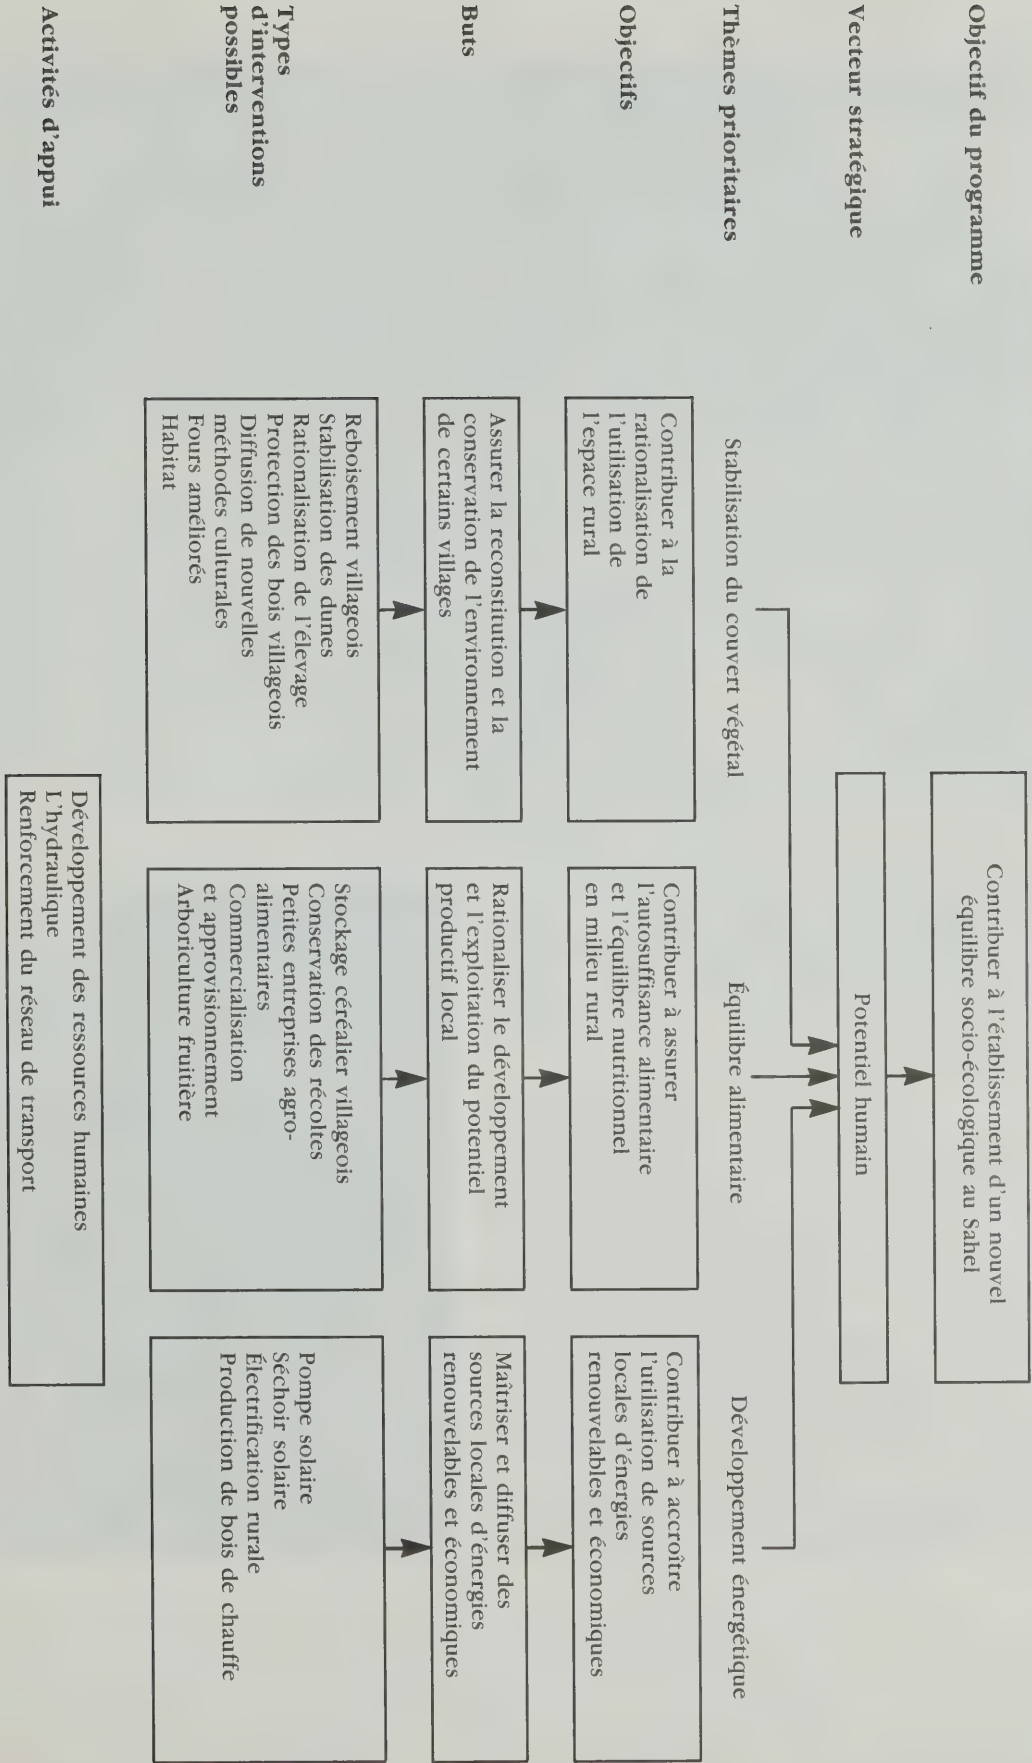 Objectif du programme
Contribuer à l'établissement d'un nouvel
équilibre socio-écologique au Sahel
Vecteur stratégique
Potentiel humain
Thèmes prioritaires
Stabilisation du couvert végétal
Équilibre alimentaire
Développement énergétique
Objectifs
Contribuer à la
rationalisation de
l'utilisation de
l'espace rural
Contribuer à assurer
l'autosuffisance alimentaire
et l'équilibre nutritionnel
en milieu rural
Contribuer à accroître
l'utilisation de sources
locales d'énergies
renouvelables et économiques
Buts
Assurer la reconstitution et la
conservation de l'environnement
de certains villages
Rationaliser le développement
et l'exploitation du potentiel
productif local
Maîtriser et diffuser des
sources locales d'énergies
renouvelables et économiques
Types
d'interventions
possibles
Reboisement villageois
Stabilisation des dunes
Rationalisation de l'élevage
Protection des bois villageois
Diffusion de nouvelles
méthodes culturales
Fours améliorés
Habitat
Stockage céréalier villageois
Conservation des récoltes
Petites entreprises agro-
alimentaires
Commercialisation
et approvisionnement
Arboriculture fruitière
Pompe solaire
Séchoir solaire
Électrification rurale
Production de bois de chauffe
Activités d'appui
Développement des ressources humaines
L'hydraulique
Renforcement du réseau de transport